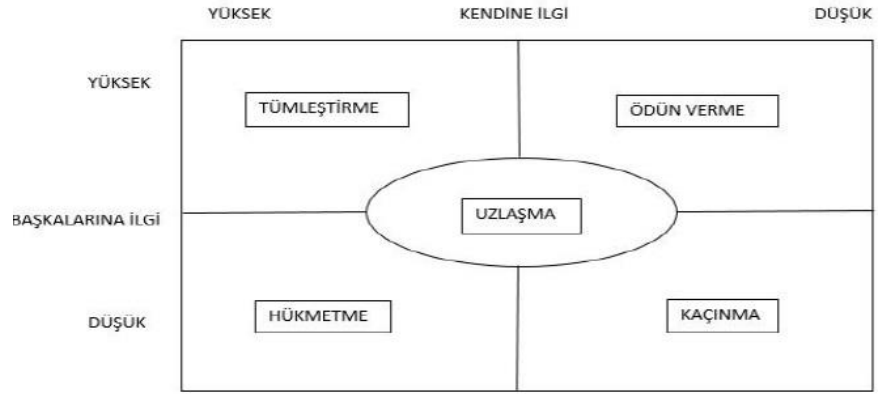 YÜKSEK KENDİNE İLGİ DÜŞÜK
YÜKSEK
TÜMLEŞTİRME ÖDÜN VERME
BAŞKALARINA İLGİ UZLAŞMA
DÜŞÜK HÜKMETME KAÇINMA